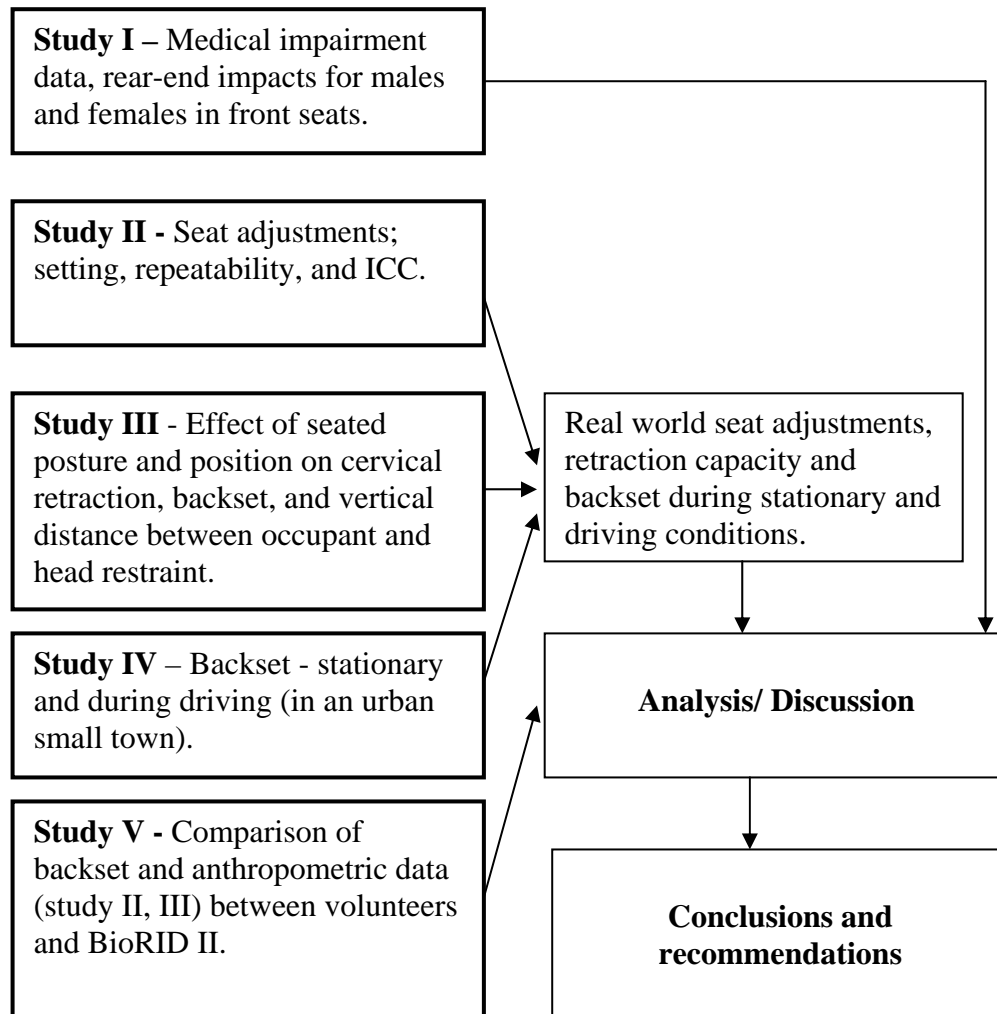 Study I – Medical impairment
data, rear-end impacts for males
and females in front seats.
Study II - Seat adjustments;
setting, repeatability, and ICC.
Study III - Effect of seated
posture and position on cervical
retraction, backset, and vertical
distance between occupant and
head restraint.
Study IV – Backset - stationary
and during driving (in an urban
small town).
Study V - Comparison of
backset and anthropometric data
(study II, III) between volunteers
and BioRID II.
Real world seat adjustments,
retraction capacity and
backset during stationary and
driving conditions.
Analysis/ Discussion
Conclusions and
recommendations